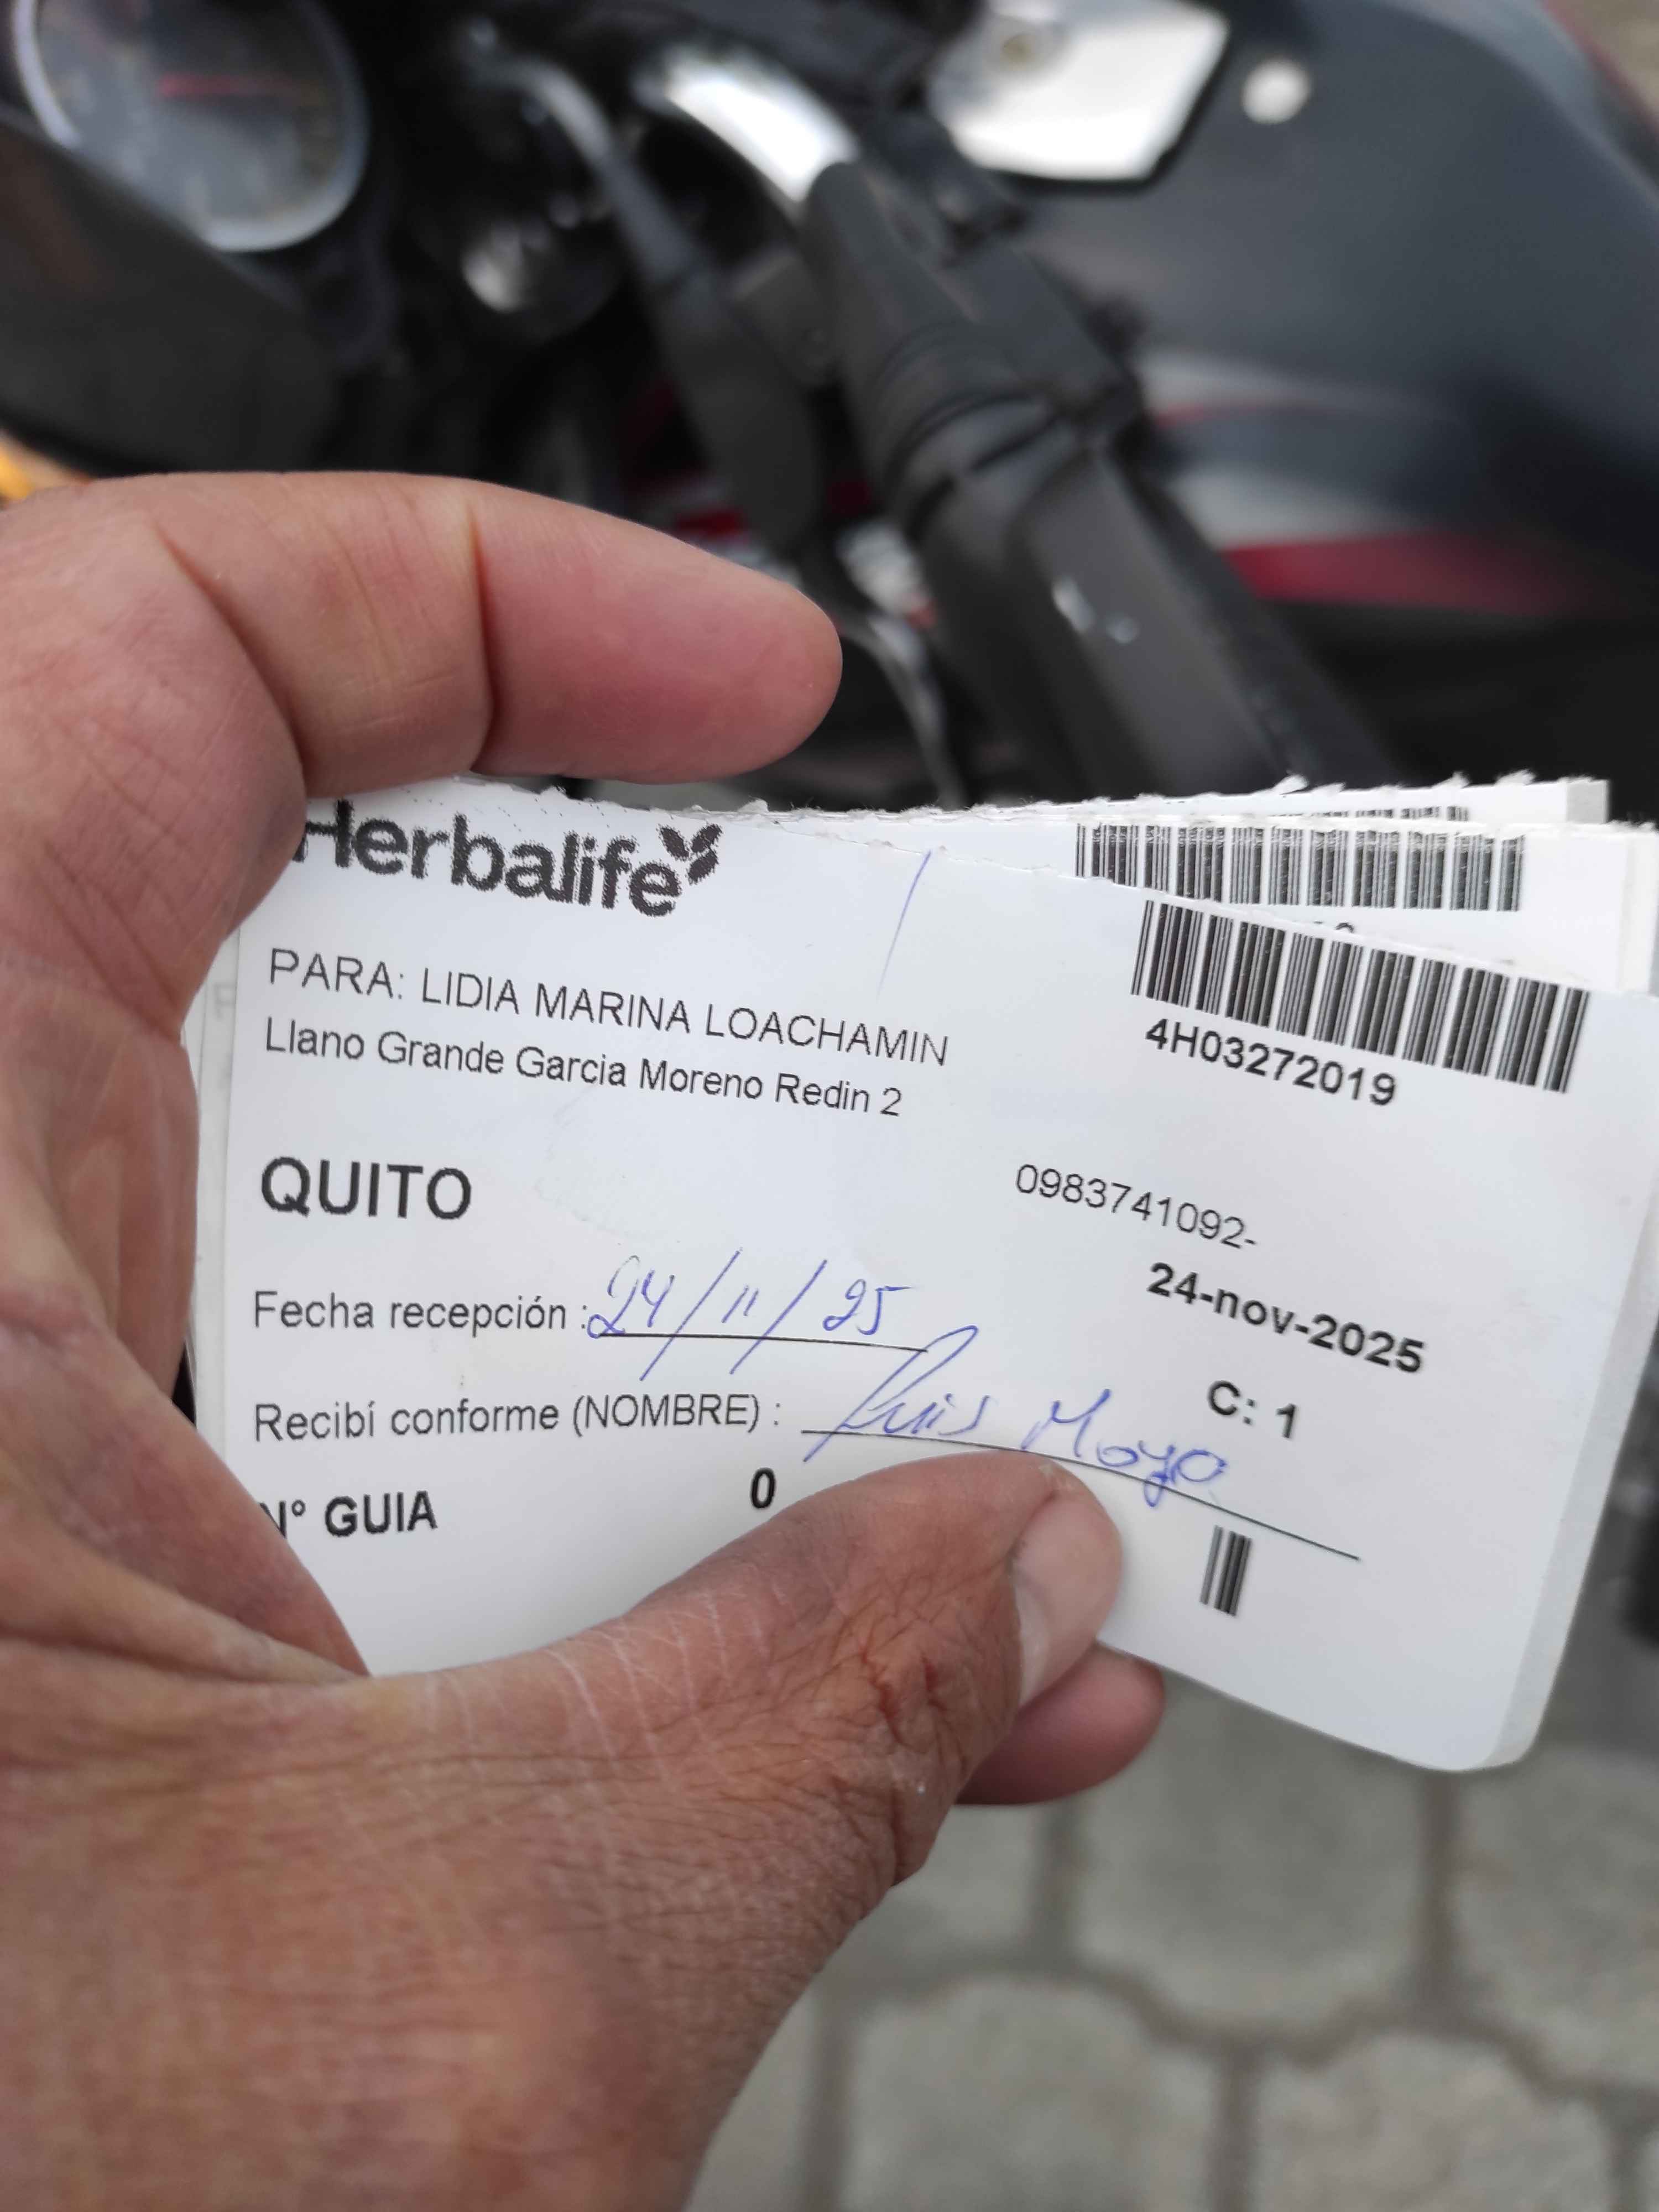 Herbalife
PARA: LIDIA MARINA LOACHAMIN
Llano Grande Garcia Moreno Redin 2
4H03272019
QUITO
0983741092-
24-nov-2025
Fecha recepción : 24/11/25
C: 1
Recibí conforme (NOMBRE) : Luis Moyo
N° GUIA 0